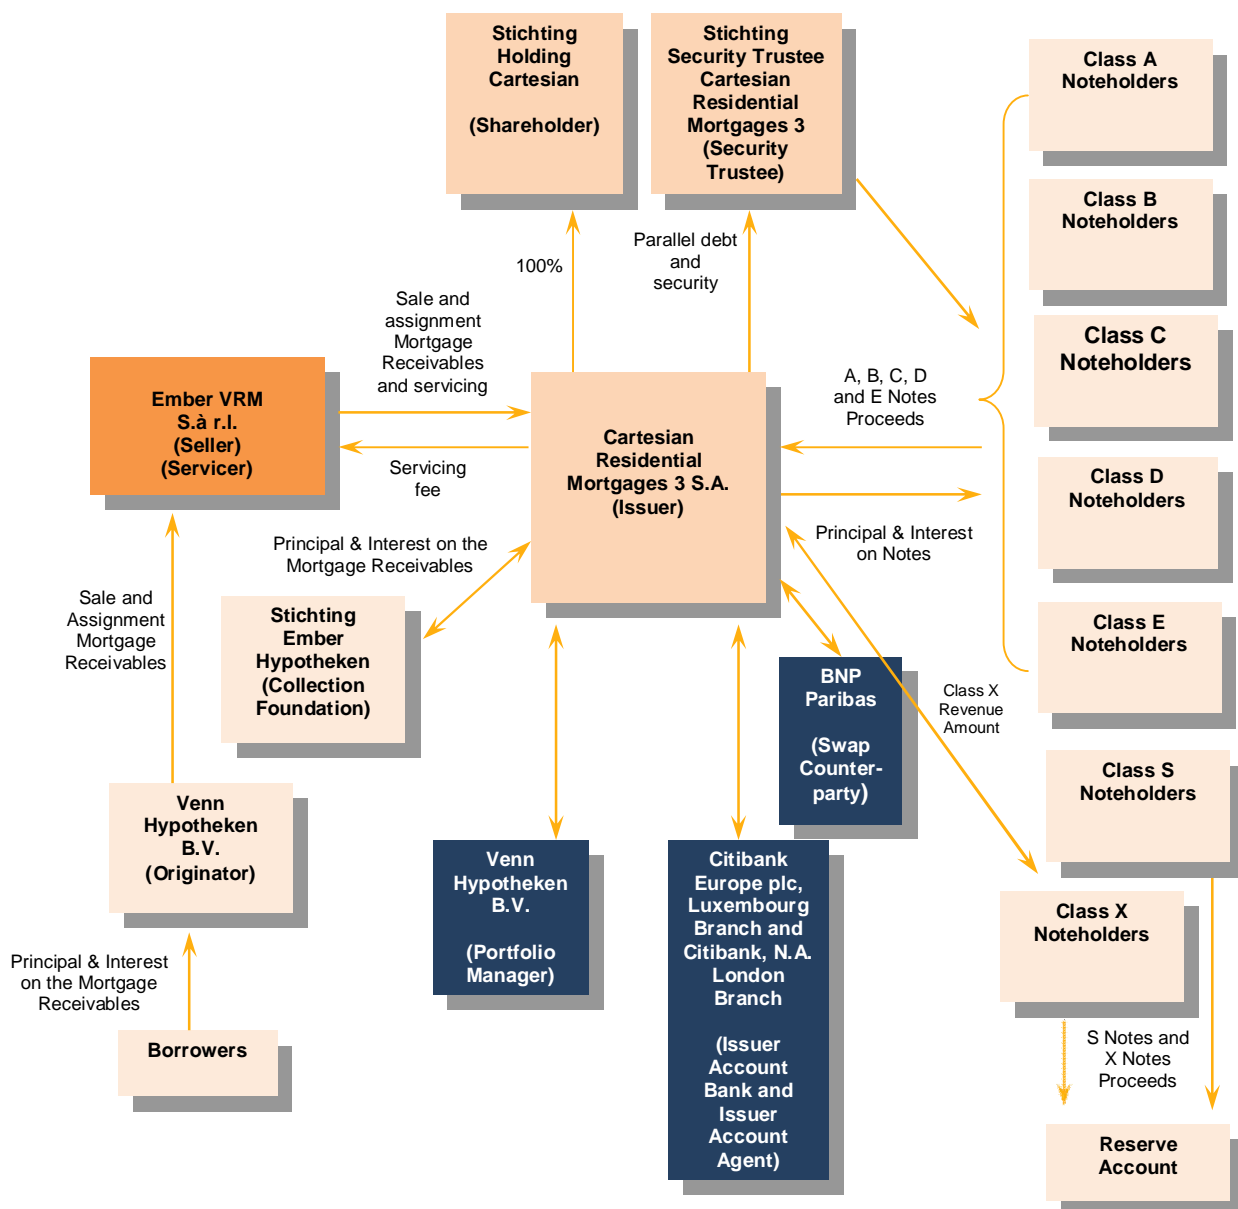 Stichting
Holding
Cartesian
(Shareholder)
Stichting
Security Trustee
Cartesian
Residential
Mortgages 3
(Security
Trustee)
Class A
Noteholders
Class B
Noteholders
Class C
Noteholders
Class D
Noteholders
Class E
Noteholders
Class S
Noteholders
Class X
Noteholders
100%
Parallel debt
and
security
Sale and
assignment
Mortgage
Receivables
and servicing
Ember VRM
S.à r.l.
(Seller)
(Servicer)
Servicing
fee
Cartesian
Residential
Mortgages 3 S.A.
(Issuer)
A, B, C, D
and E Notes
Proceeds
Principal & Interest
on Notes
Principal & Interest on the
Mortgage Receivables
Sale and
Assignment
Mortgage
Receivables
Stichting
Ember
Hypotheken
(Collection
Foundation)
BNP
Paribas
(Swap
Counter-
party)
Class X
Revenue
Amount
Venn
Hypotheken
B.V.
(Originator)
Venn
Hypotheken
B.V.
(Portfolio
Manager)
Citibank
Europe plc,
Luxembourg
Branch and
Citibank, N.A.
London
Branch
(Issuer
Account
Bank and
Issuer
Account
Agent)
Principal & Interest
on the Mortgage
Receivables
Borrowers
S Notes and
X Notes
Proceeds
Reserve
Account